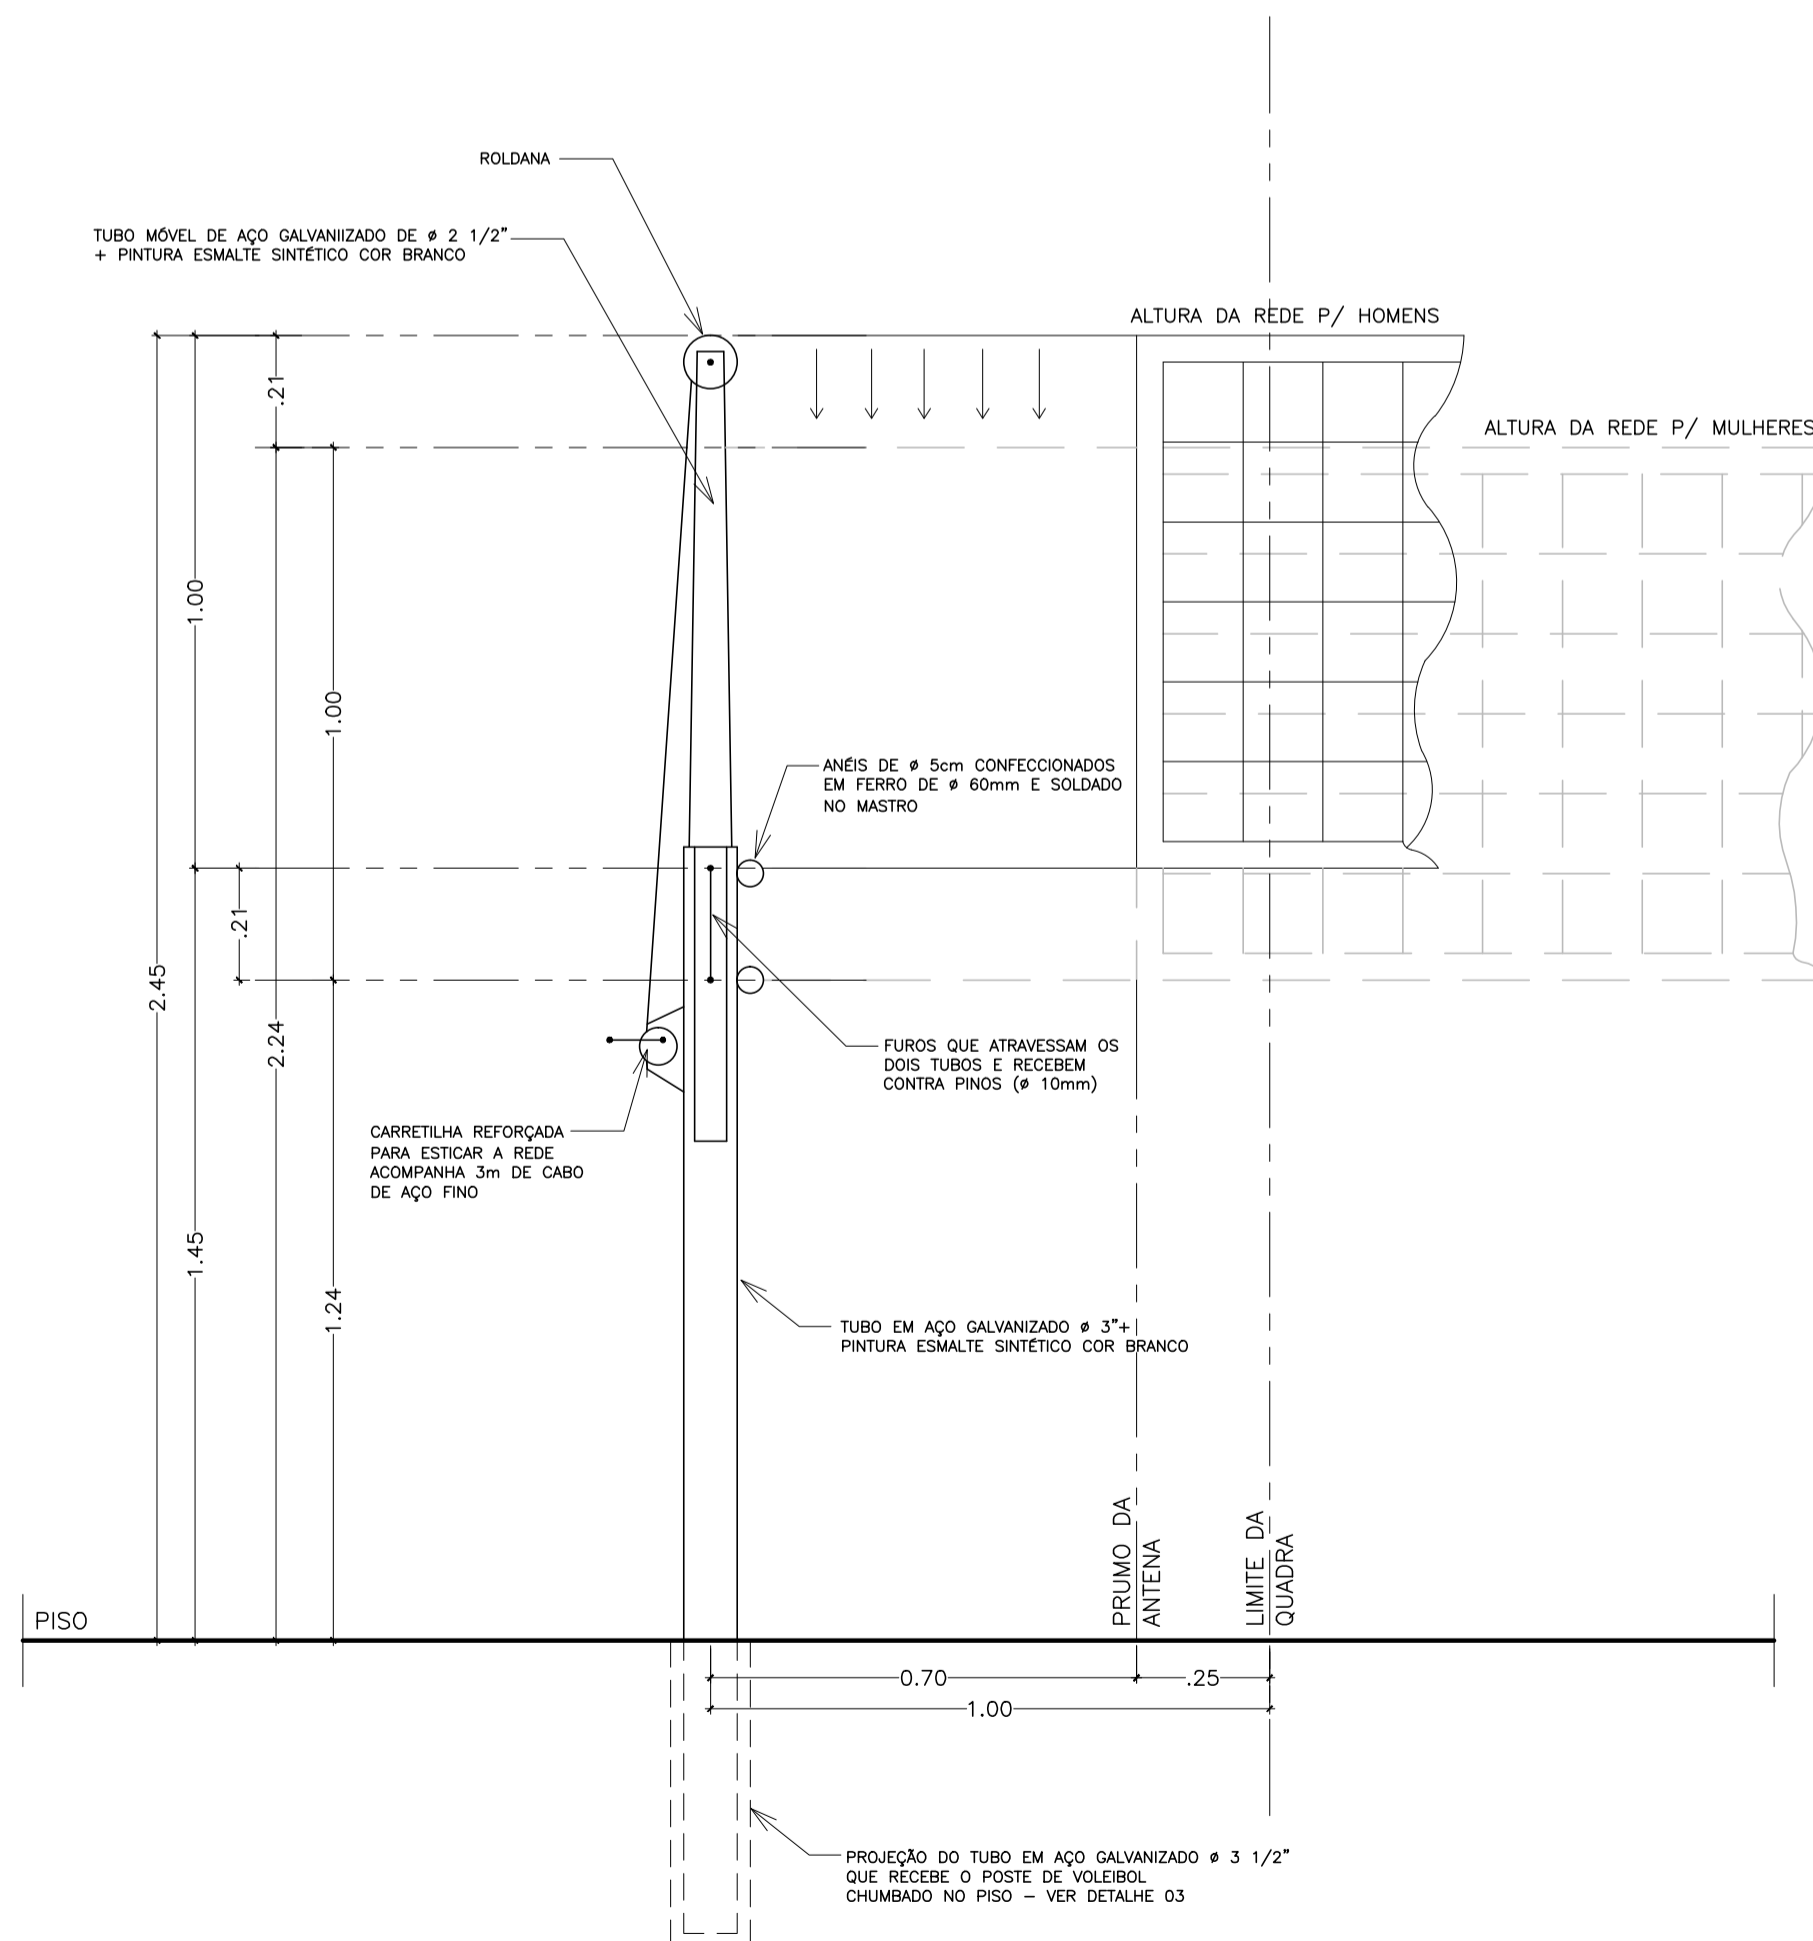 ROLDANA
TUBO MÓVEL DE AÇO GALVANIIZADO DE ø 2 1/2"
+ PINTURA ESMALTE SINTÉTICO COR BRANCO
ALTURA DA REDE P/ HOMENS
ALTURA DA REDE P/ MULHERES
.21
1.00
1.00
ANÉIS DE ø 5cm CONFECCIONADOS
EM FERRO DE ø 60mm E SOLDADO
NO MASTRO
.21
2.45
2.24
FUROS QUE ATRAVESSAM OS
DOIS TUBOS E RECEBEM
CONTRA PINOS (ø 10mm)
CARRETILHA REFORÇADA
PARA ESTICAR A REDE
ACOMPANHA 3m DE CABO
DE AÇO FINO
1.45
1.24
TUBO EM AÇO GALVANIZADO ø 3"+
PINTURA ESMALTE SINTÉTICO COR BRANCO
PRUMO DA
ANTENA
LIMITE DA
QUADRA
PISO
0.70
.25
1.00
PROJEÇÃO DO TUBO EM AÇO GALVANIZADO ø 3 1/2"
QUE RECEBE O POSTE DE VOLEIBOL
CHUMBADO NO PISO – VER DETALHE 03